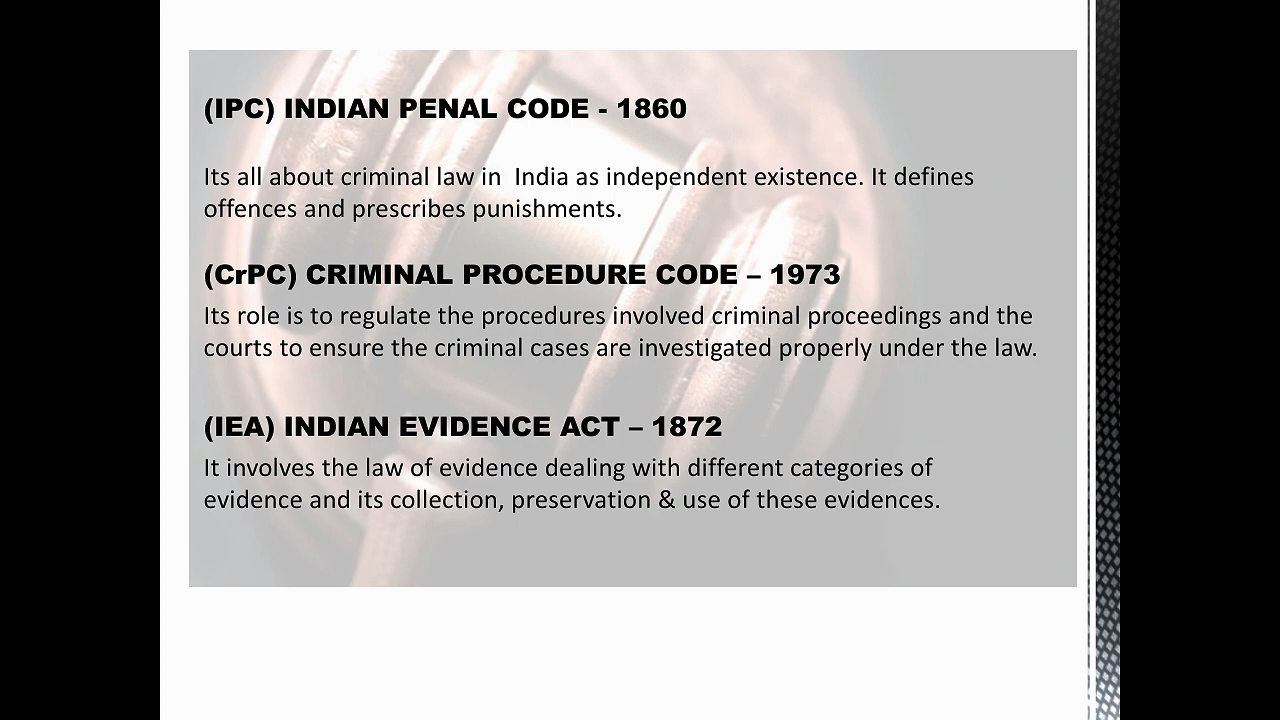 (IPC) INDIAN PENAL CODE - 1860
Its all about criminal law in  India as independent existence. It defines
offences and prescribes punishments.
(CrPC) CRIMINAL PROCEDURE CODE – 1973
Its role is to regulate the procedures involved criminal proceedings and the
courts to ensure the criminal cases are investigated properly under the law.
(IEA) INDIAN EVIDENCE ACT – 1872
It involves the law of evidence dealing with different categories of
evidence and its collection, preservation & use of these evidences.